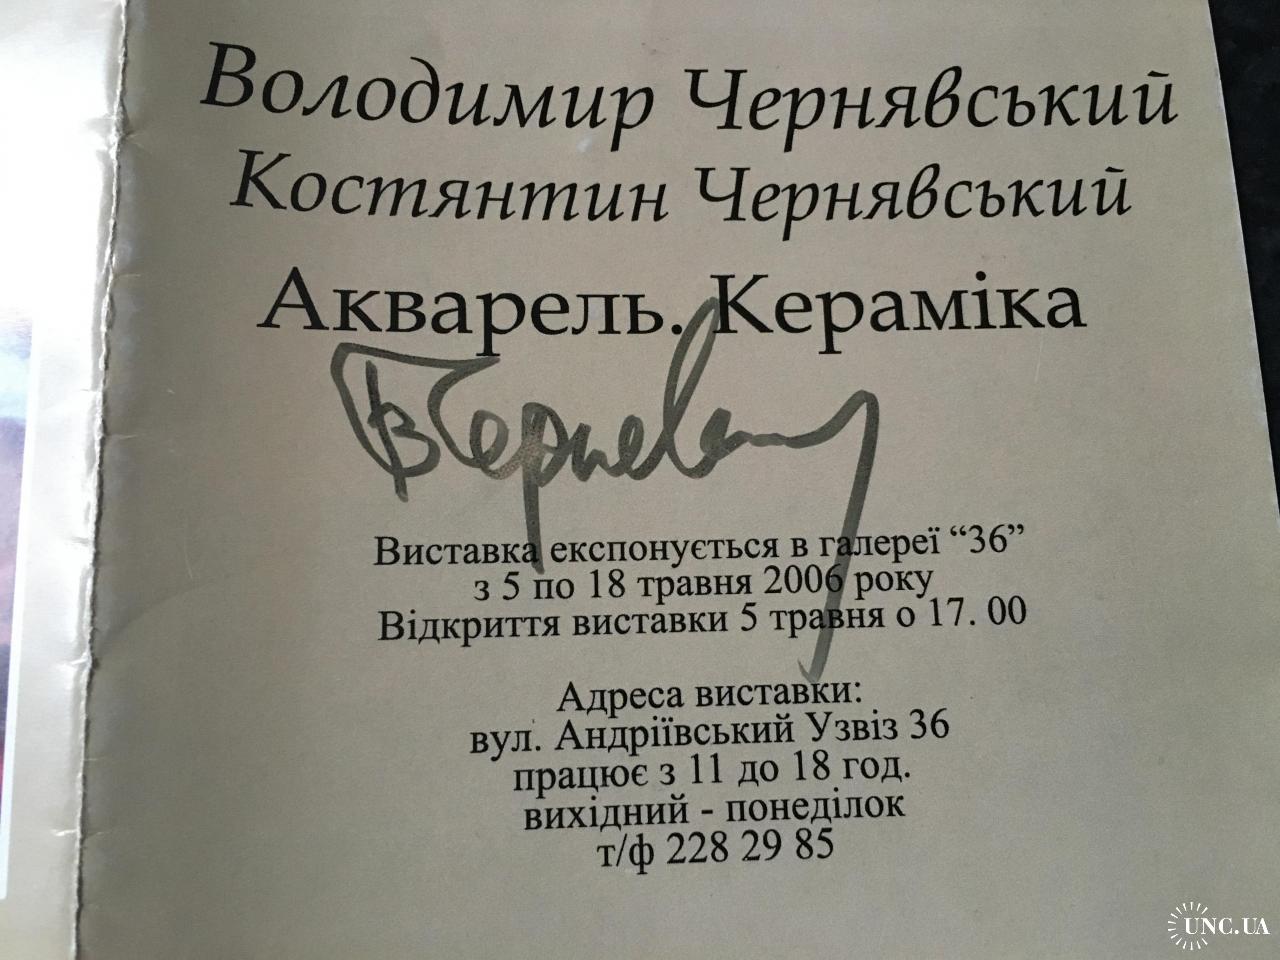 Володимир Чернявський
Костянтин Чернявський
Акварель. Кераміка
Виставка експонується в галереї “36”
з 5 по 18 травня 2006 року
Відкриття виставки 5 травня о 17. 00
Адреса виставки:
вул. Андріївський Узвіз 36
працює з 11 до 18 год.
вихідний - понеділок
т/ф 228 29 85
UNC.UA